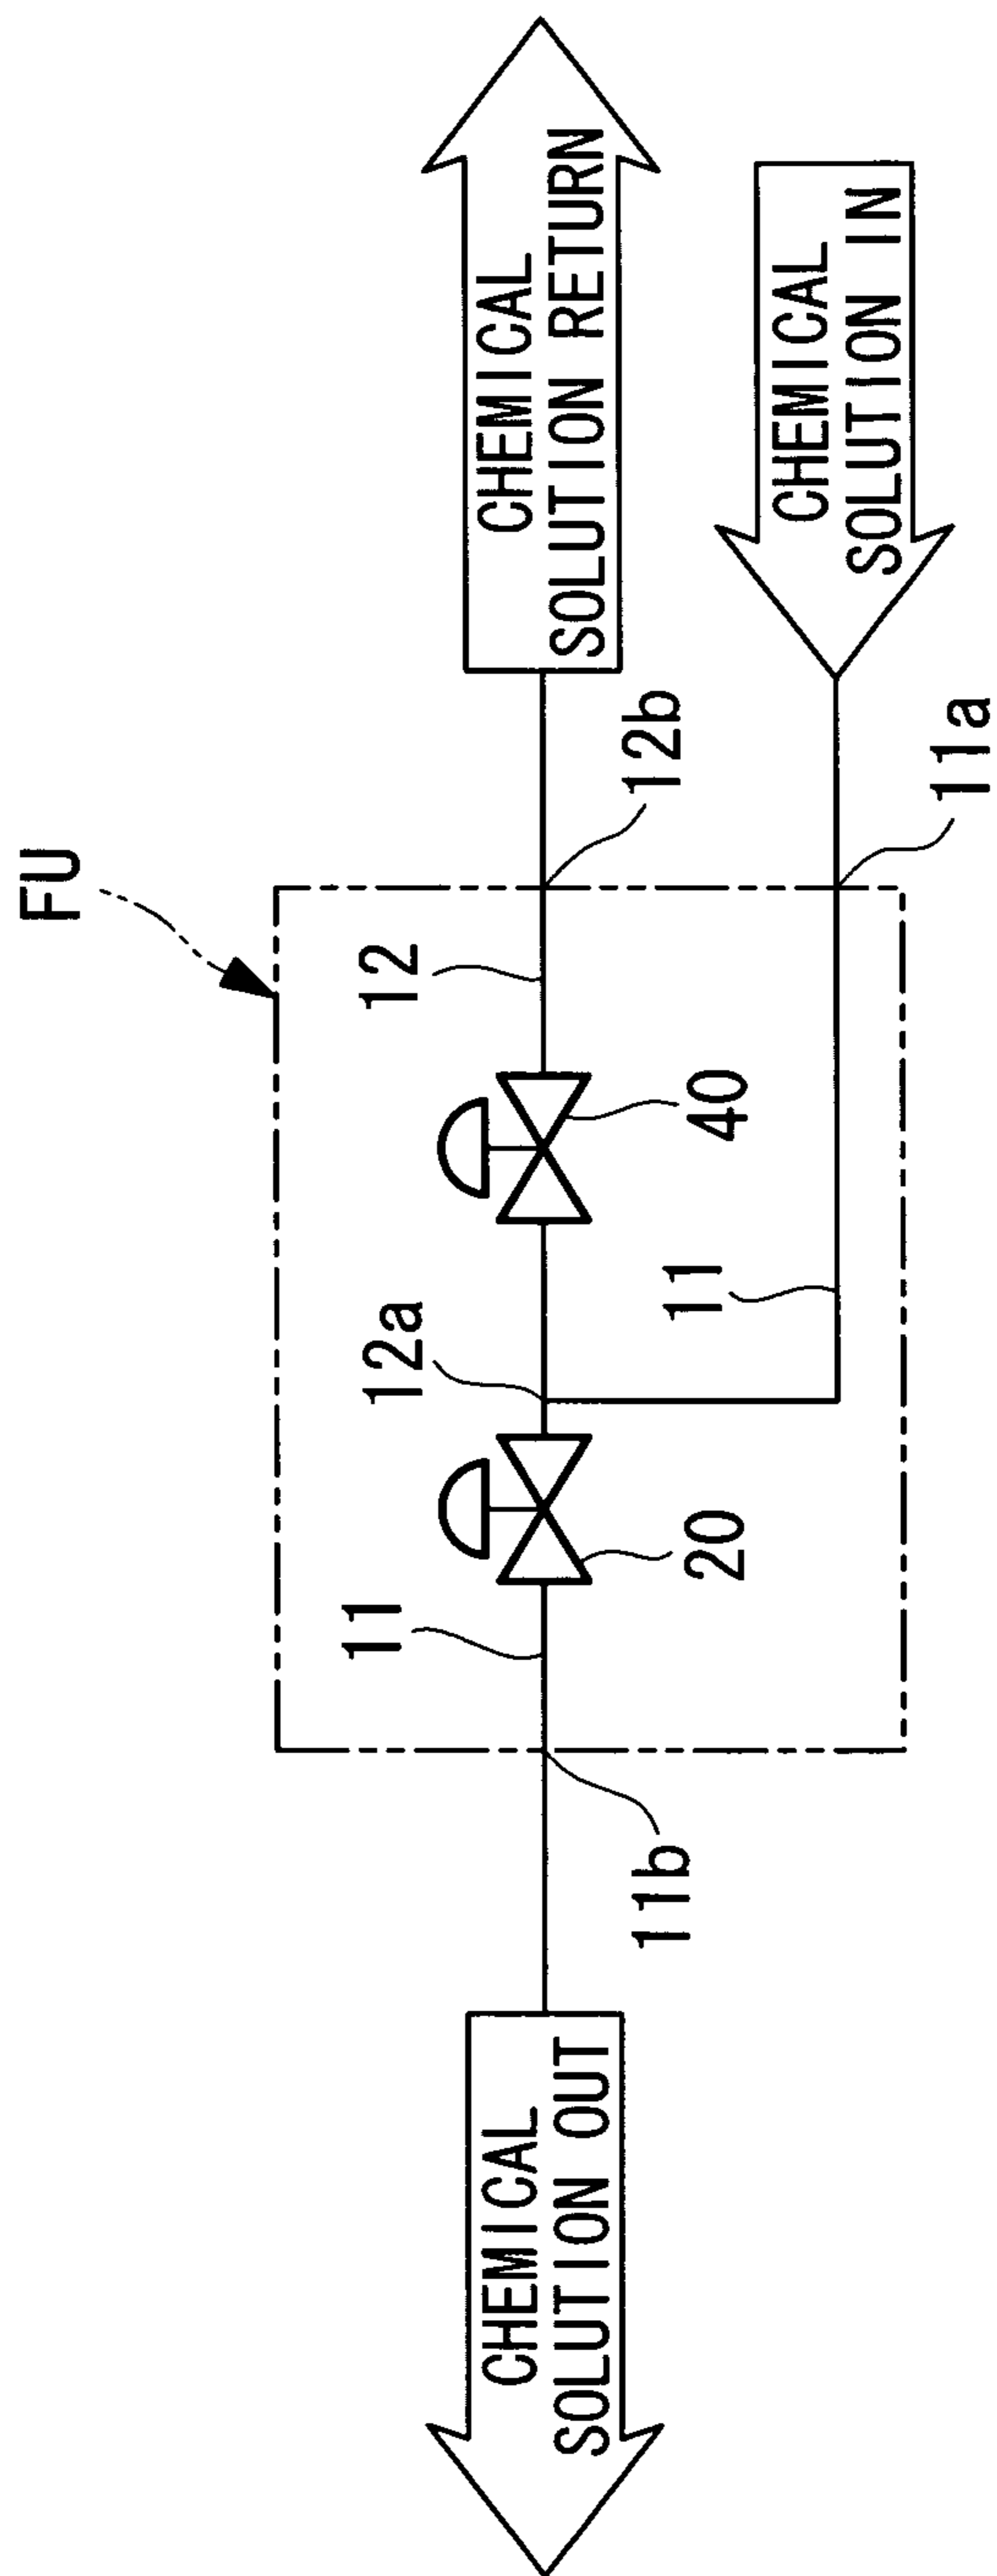 FU
CHEMICAL
SOLUTION OUT
11b
11
20
12a
11
40
12
12b
11a
CHEMICAL
SOLUTION RETURN
CHEMICAL
SOLUTION IN